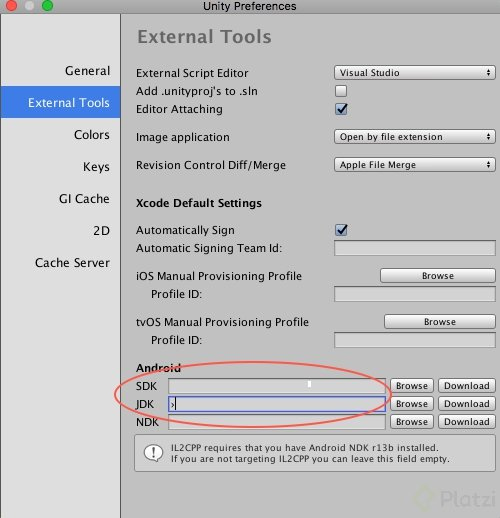 Unity Preferences
External Tools
General
External Tools
Colors
Keys
GI Cache
2D
Cache Server
External Script Editor Visual Studio
Add .unityproj's to .sln
Editor Attaching
Image application Open by file extension
Revision Control Diff/Merge Apple File Merge
Xcode Default Settings
Automatically Sign
Automatic Signing Team Id:
iOS Manual Provisioning Profile Browse
Profile ID:
tvOS Manual Provisioning Profile Browse
Profile ID:
Android
SDK Browse Download
JDK › Browse Download
NDK Browse Download
IL2CPP requires that you have Android NDK r13b installed.
If you are not targeting IL2CPP you can leave this field empty.
Platzi